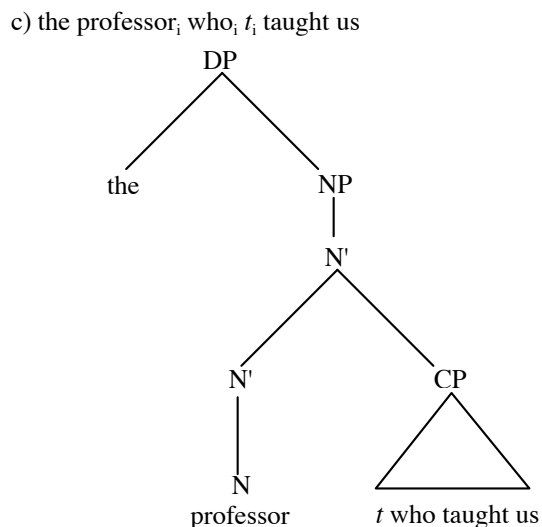 c) the professorᵢ whoᵢ tᵢ taught us
DP
the NP
N'
N' CP
N
professor t who taught us